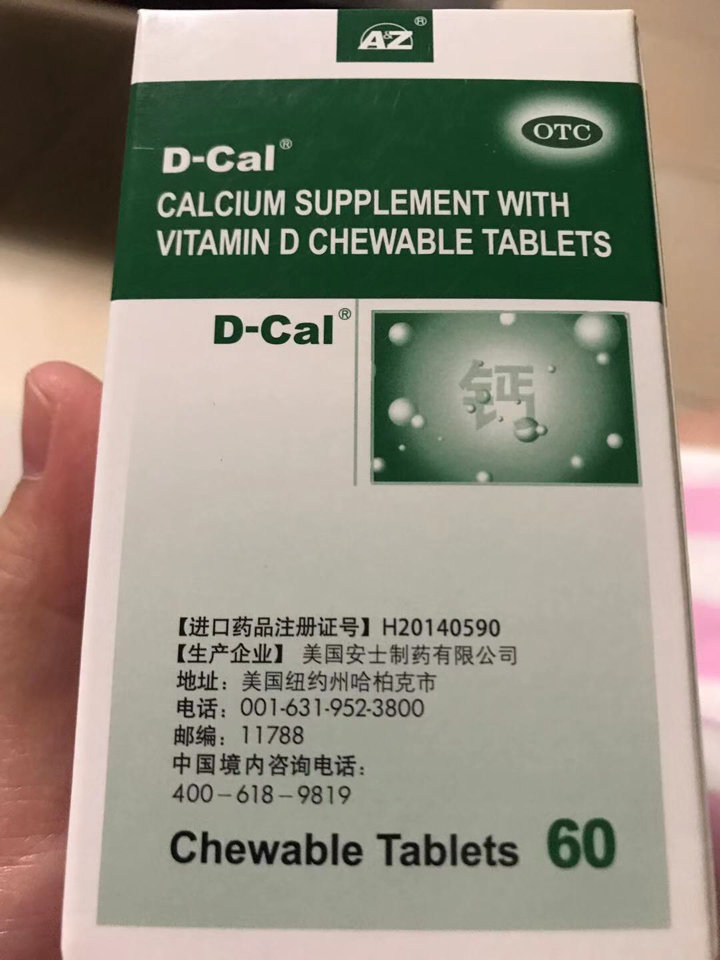 A&Z®
OTC
D-Cal®
CALCIUM SUPPLEMENT WITH
VITAMIN D CHEWABLE TABLETS
D-Cal®
钙
【进口药品注册证号】H20140590
【生产企业】 美国安士制药有限公司
地址：美国纽约州哈柏克市
电话：001-631-952-3800
邮编：11788
中国境内咨询电话：
400－618－9819
Chewable Tablets 60